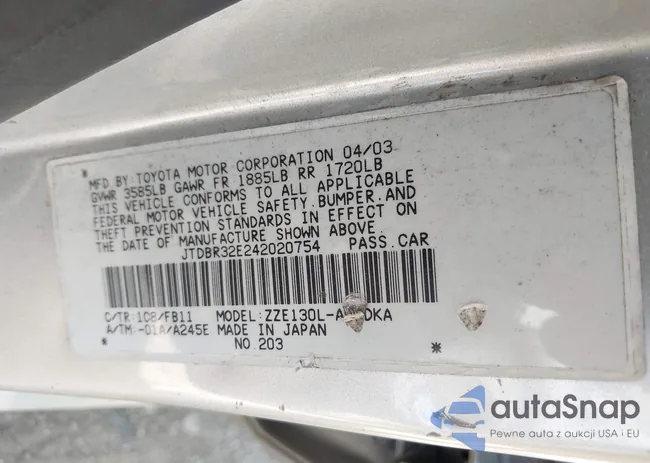 MFD BY TOYOTA MOTOR CORPORATION 04/03
GVWR 3585LB GAWR FR 1885LB RR 1720LB
THIS VEHICLE CONFORMS TO ALL APPLICABLE
FEDERAL MOTOR VEHICLE SAFETY, BUMPER, AND
THEFT PREVENTION STANDARDS IN EFFECT ON
THE DATE OF MANUFACTURE SHOWN ABOVE.
JTDBR32E242020754 PASS.CAR
C/TR:1C8/FB11 MODEL:ZZE130L-A DKA
A/TM:-01A/A245E MADE IN JAPAN
* NO.203 *
autaSnap
Pewne auta z aukcji USA i EU